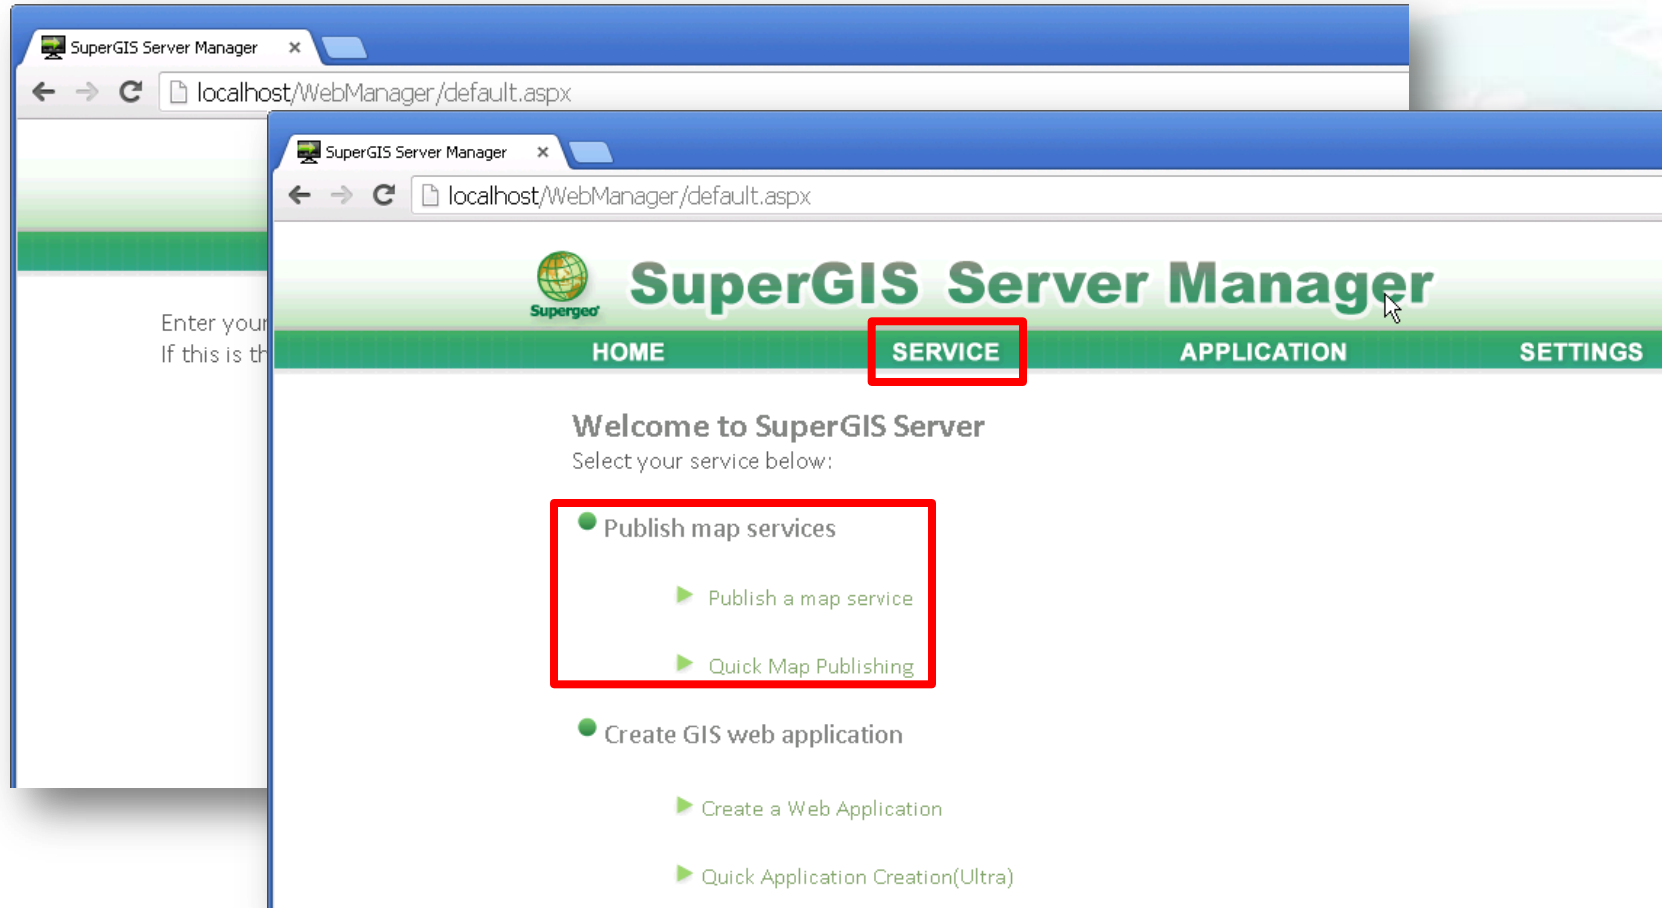 SuperGIS Server Manager
localhost/WebManager/default.aspx
Enter your
If this is th
SuperGIS Server Manager
localhost/WebManager/default.aspx
Supergeo
SuperGIS Server Manager
HOME SERVICE APPLICATION SETTINGS
Welcome to SuperGIS Server
Select your service below:
Publish map services
Publish a map service
Quick Map Publishing
Create GIS web application
Create a Web Application
Quick Application Creation(Ultra)